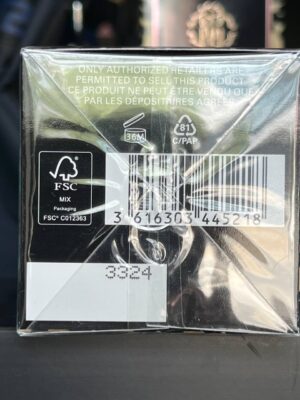 ONLY AUTHORIZED RETAILERS ARE
PERMITTED TO SELL THIS PRODUCT
CE PRODUIT NE PEUT ÊTRE VENDU QUE
PAR LES DÉPOSITAIRES AGRÉÉS
36M
81
C/PAP
FSC
MIX
Packaging
FSC® C012363
3 616303 445218
3324